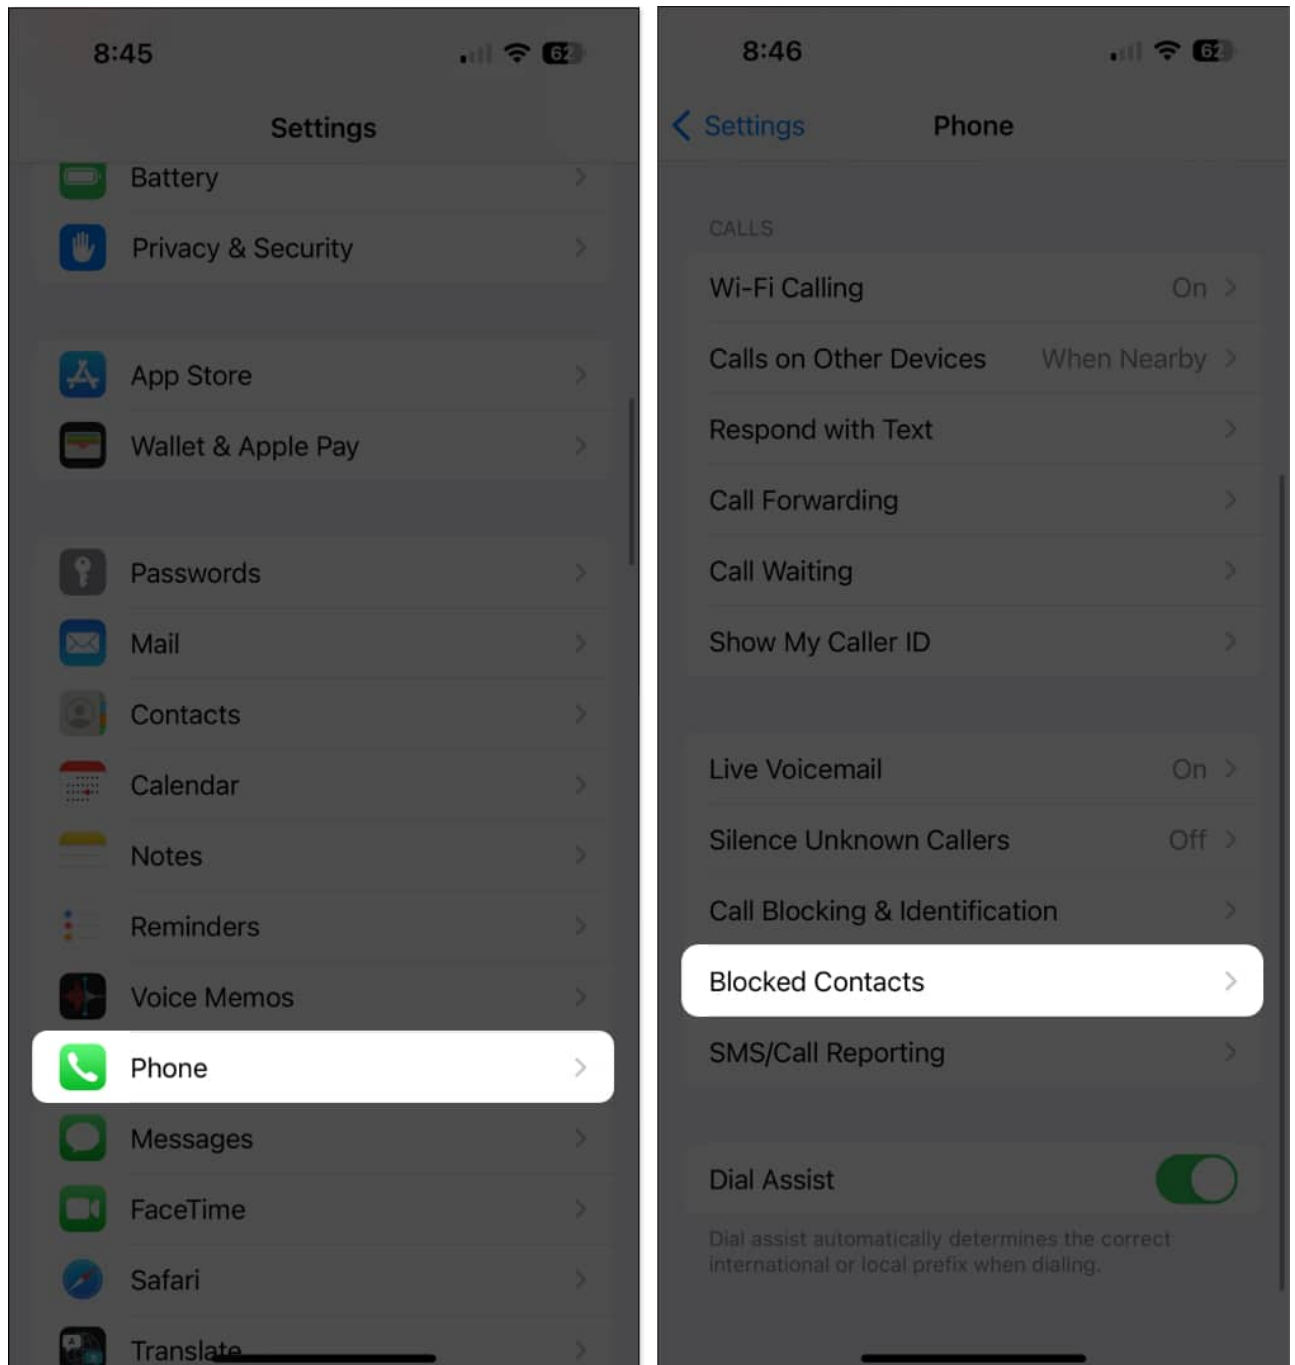 8:45
62
Settings
Battery
Privacy & Security
App Store
Wallet & Apple Pay
Passwords
Mail
Contacts
Calendar
Notes
Reminders
Voice Memos
Phone
Messages
FaceTime
Safari
Translate
8:46
62
Settings
Phone
CALLS
Wi-Fi Calling On
Calls on Other Devices When Nearby
Respond with Text
Call Forwarding
Call Waiting
Show My Caller ID
Live Voicemail On
Silence Unknown Callers Off
Call Blocking & Identification
Blocked Contacts
SMS/Call Reporting
Dial Assist
Dial assist automatically determines the correct
international or local prefix when dialing.